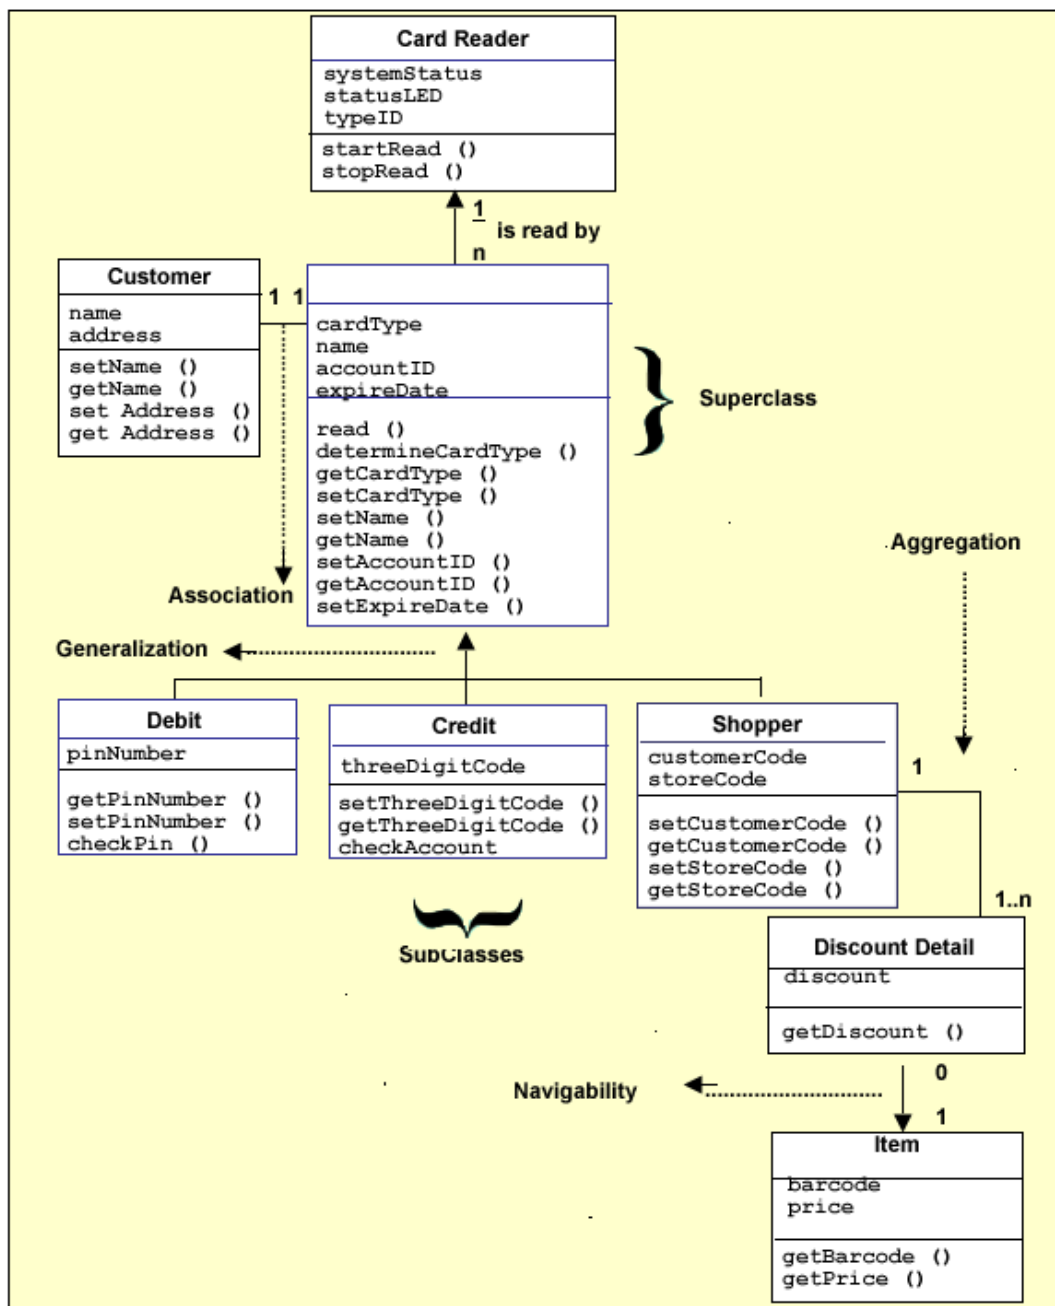 Card Reader
systemStatus
statusLED
typeID
startRead ()
stopRead ()
1
is read by
n
Customer
name
address
setName ()
getName ()
set Address ()
get Address ()
1 1
cardType
name
accountID
expireDate
read ()
determineCardType ()
getCardType ()
setCardType ()
setName ()
getName ()
setAccountID ()
getAccountID ()
setExpireDate ()
Superclass
Association
Aggregation
Generalization
Debit
pinNumber
getPinNumber ()
setPinNumber ()
checkPin ()
Credit
threeDigitCode
setThreeDigitCode ()
getThreeDigitCode ()
checkAccount
Shopper
customerCode
storeCode
setCustomerCode ()
getCustomerCode ()
setStoreCode ()
getStoreCode ()
1
1..n
SubClasses
Discount Detail
discount
getDiscount ()
0
Navigability
1
Item
barcode
price
getBarcode ()
getPrice ()